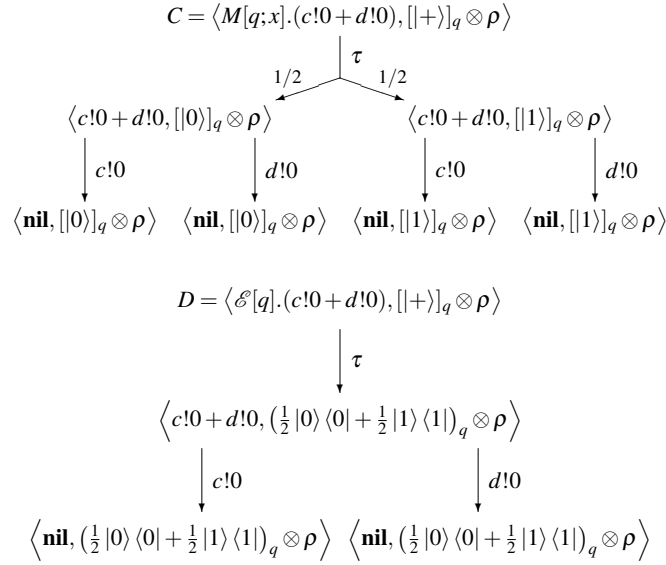 C = ⟨M[q;x].(c!0 + d!0), [|+⟩]_q ⊗ ρ⟩
τ
1/2 1/2
⟨c!0 + d!0, [|0⟩]_q ⊗ ρ⟩ ⟨c!0 + d!0, [|1⟩]_q ⊗ ρ⟩
c!0 d!0 c!0 d!0
⟨nil, [|0⟩]_q ⊗ ρ⟩ ⟨nil, [|0⟩]_q ⊗ ρ⟩ ⟨nil, [|1⟩]_q ⊗ ρ⟩ ⟨nil, [|1⟩]_q ⊗ ρ⟩
D = ⟨ℰ[q].(c!0 + d!0), [|+⟩]_q ⊗ ρ⟩
τ
⟨c!0 + d!0, (½ |0⟩⟨0| + ½ |1⟩⟨1|)_q ⊗ ρ⟩
c!0 d!0
⟨nil, (½ |0⟩⟨0| + ½ |1⟩⟨1|)_q ⊗ ρ⟩ ⟨nil, (½ |0⟩⟨0| + ½ |1⟩⟨1|)_q ⊗ ρ⟩